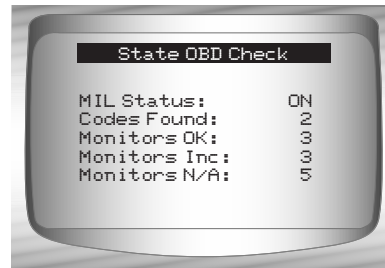 State OBD Check
MIL Status: ON
Codes Found: 2
Monitors OK: 3
Monitors Inc: 3
Monitors N/A: 5